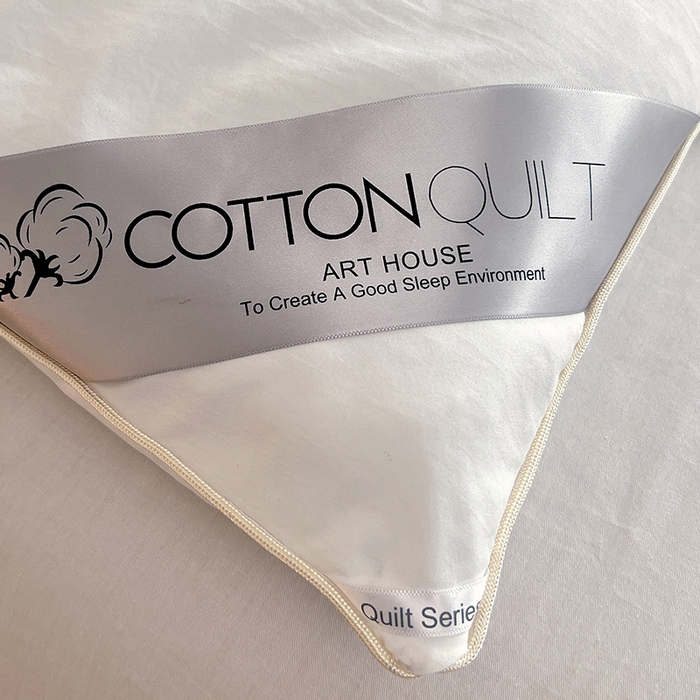 COTTON QUILT
ART HOUSE
To Create A Good Sleep Environment
Quilt Series